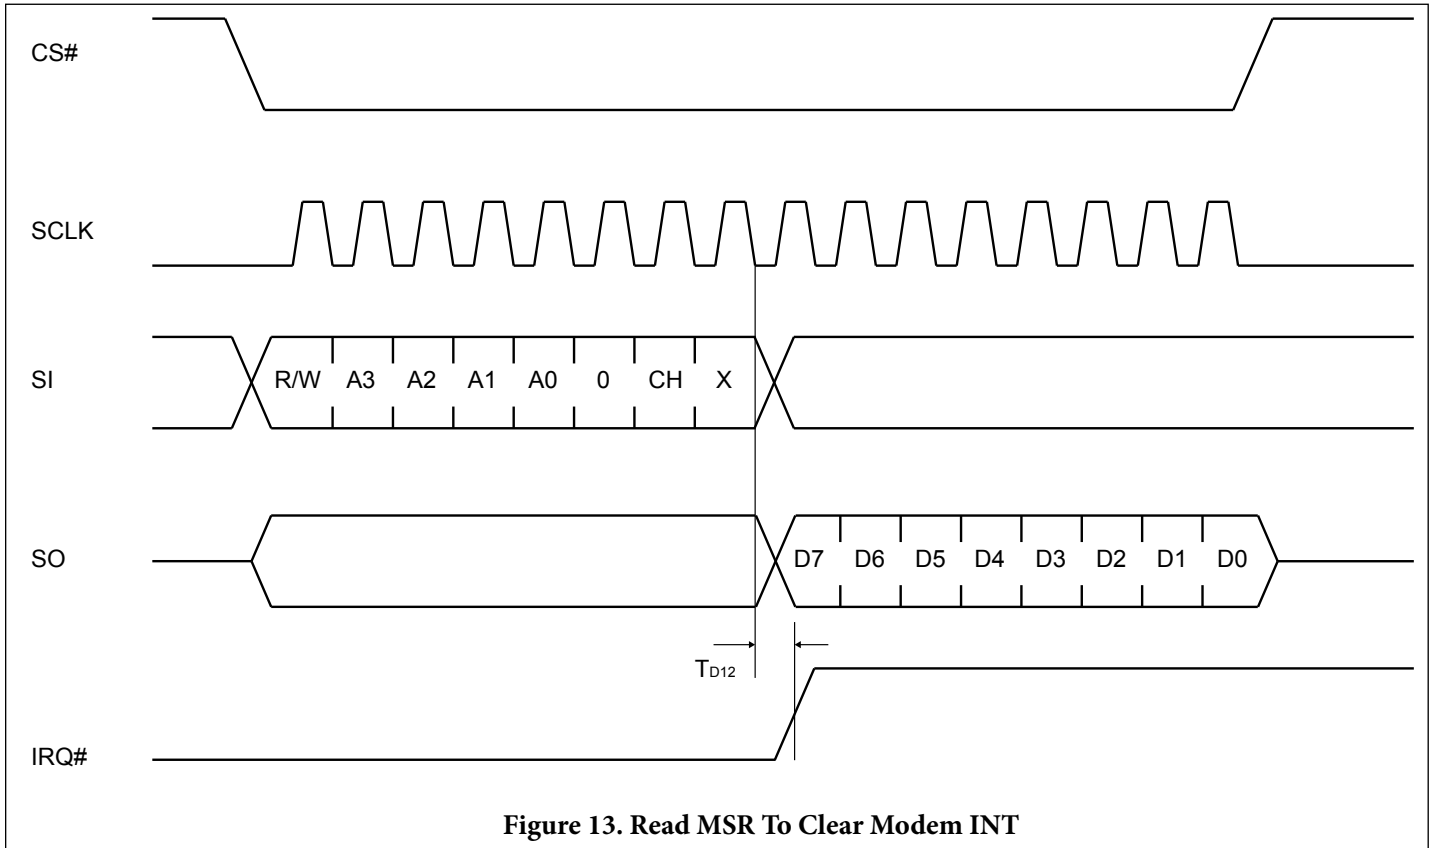 CS#
SCLK
SI R/W A3 A2 A1 A0 0 CH X
SO D7 D6 D5 D4 D3 D2 D1 D0
TD12
IRQ#
Figure 13. Read MSR To Clear Modem INT